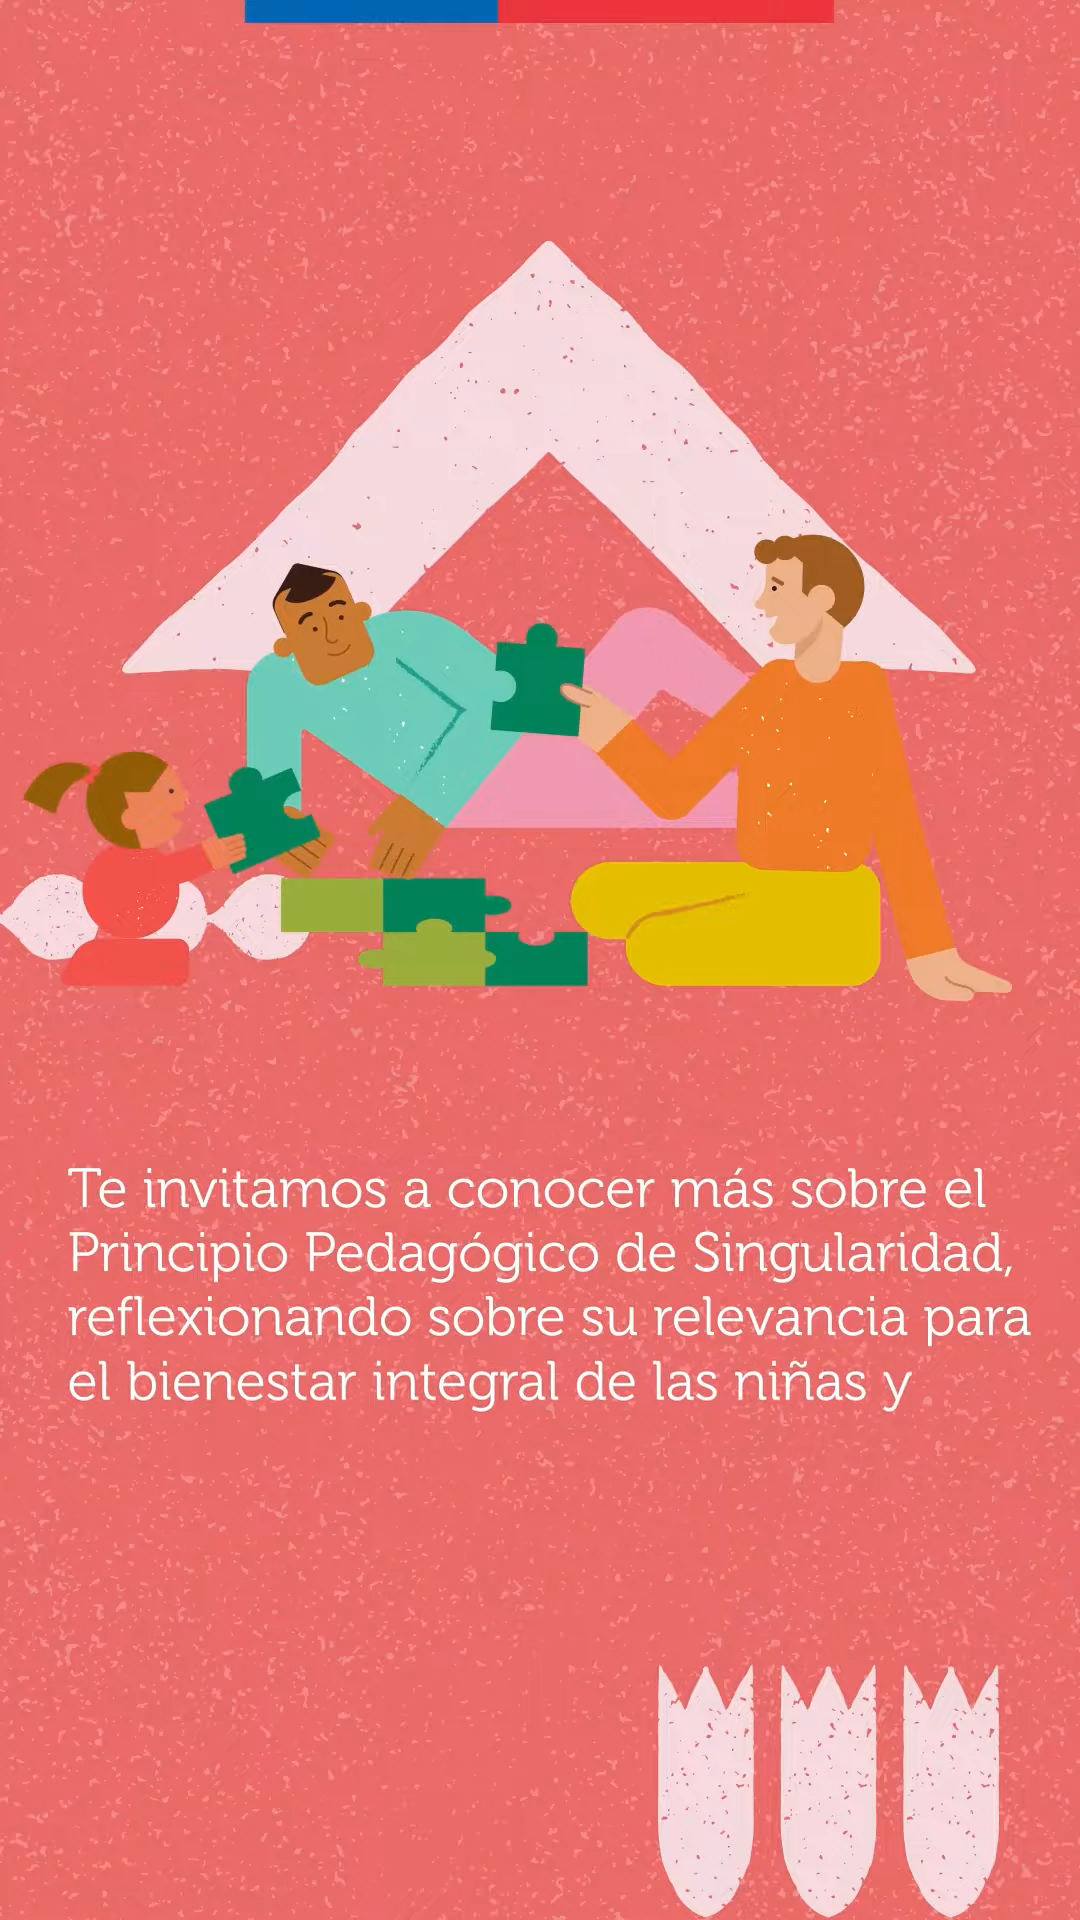 Te invitamos a conocer más sobre el
Principio Pedagógico de Singularidad,
reflexionando sobre su relevancia para
el bienestar integral de las niñas y